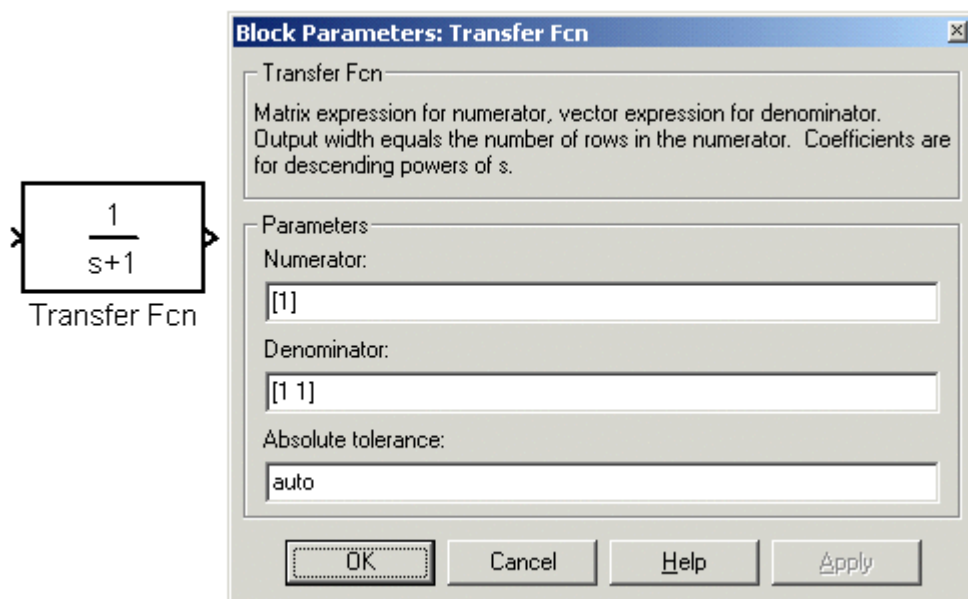 1
s+1
Transfer Fcn
Block Parameters: Transfer Fcn
Transfer Fcn
Matrix expression for numerator, vector expression for denominator.
Output width equals the number of rows in the numerator.  Coefficients are
for descending powers of s.
Parameters
Numerator:
[1]
Denominator:
[1 1]
Absolute tolerance:
auto
OK
Cancel
Help
Apply